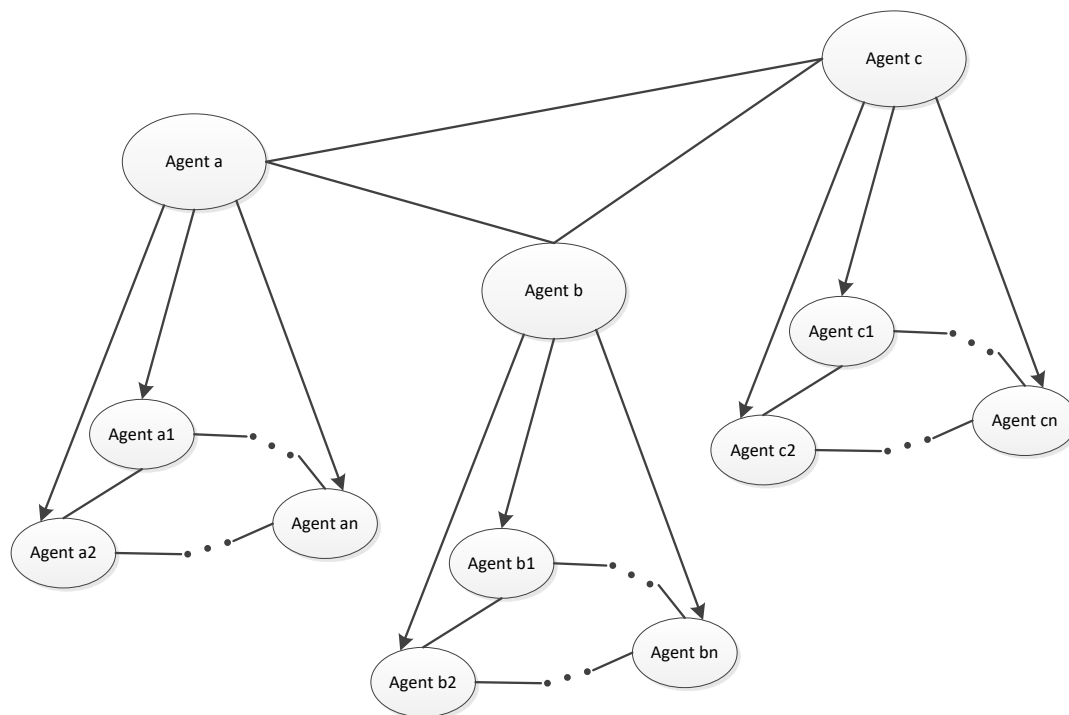 Agent c
Agent a
Agent b
Agent c1
Agent cn
Agent c2
Agent a1
Agent an
Agent a2
Agent b1
Agent bn
Agent b2